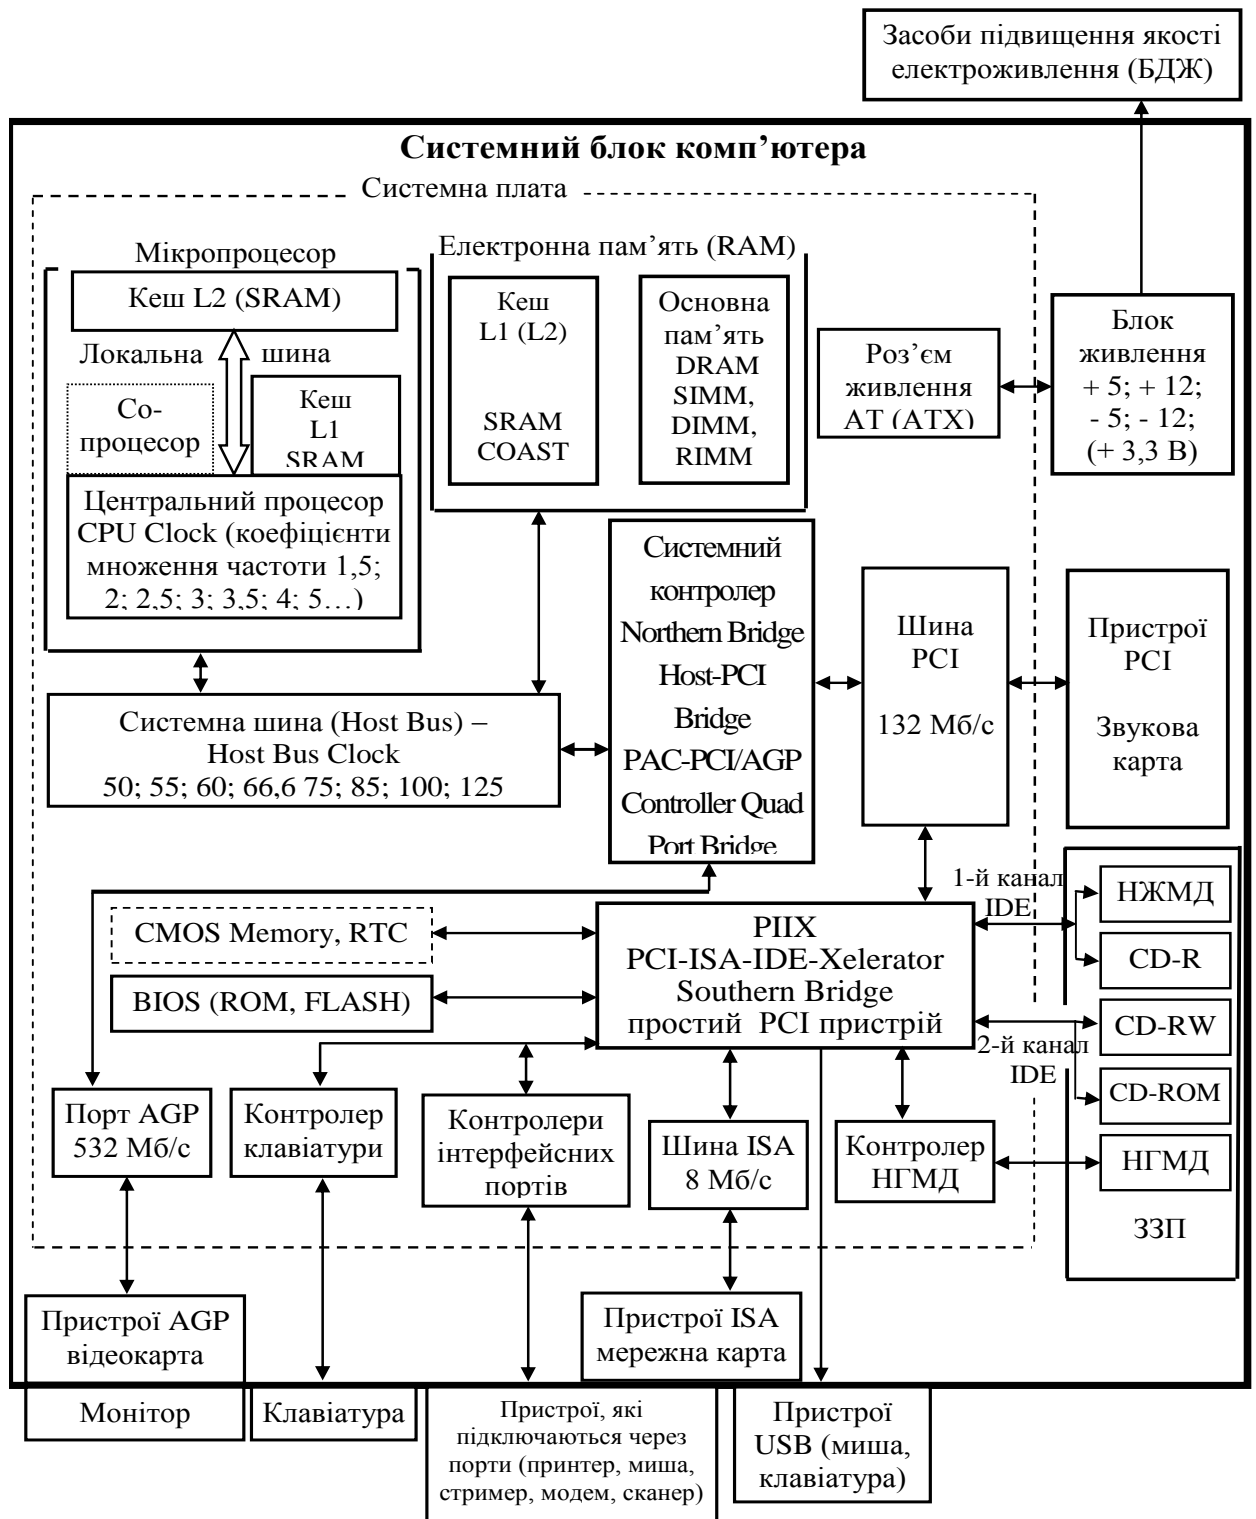 Засоби підвищення якості
електроживлення (БДЖ)
Системний блок комп’ютера
Системна плата
Мікропроцесор
Кеш L2 (SRAM)
Локальна шина
Со-
процесор
Кеш
L1
SRAM
Центральний процесор
CPU Clock (коефіцієнти
множення частоти 1,5;
2; 2,5; 3; 3,5; 4; 5…)
Електронна пам’ять (RAM)
Кеш
L1 (L2)
SRAM
COAST
Основна
пам’ять
DRAM
SIMM,
DIMM,
RIMM
Роз’єм
живлення
AT (ATX)
Блок
живлення
+ 5; + 12;
- 5; - 12;
(+ 3,3 В)
Системна шина (Host Bus) –
Host Bus Clock
50; 55; 60; 66,6 75; 85; 100; 125
Системний
контролер
Northern Bridge
Host-PCI
Bridge
PAC-PCI/AGP
Controller Quad
Port Bridge
Шина
PCI
132 Мб/с
Пристрої
PCI
Звукова
карта
1-й канал
IDE
НЖМД
CD-R
CD-RW
CD-ROM
НГМД
ЗЗП
CMOS Memory, RTC
BIOS (ROM, FLASH)
PIIX
PCI-ISA-IDE-Xelerator
Southern Bridge
простий PCI пристрій
2-й канал
IDE
Порт AGP
532 Мб/с
Контролер
клавіатури
Контролери
інтерфейсних
портів
Шина ISA
8 Мб/с
Контролер
НГМД
Пристрої AGP
відеокарта
Пристрої ISA
мережна карта
Монітор
Клавіатура
Пристрої, які
підключаються через
порти (принтер, миша,
стример, модем, сканер)
Пристрої
USB (миша,
клавіатура)